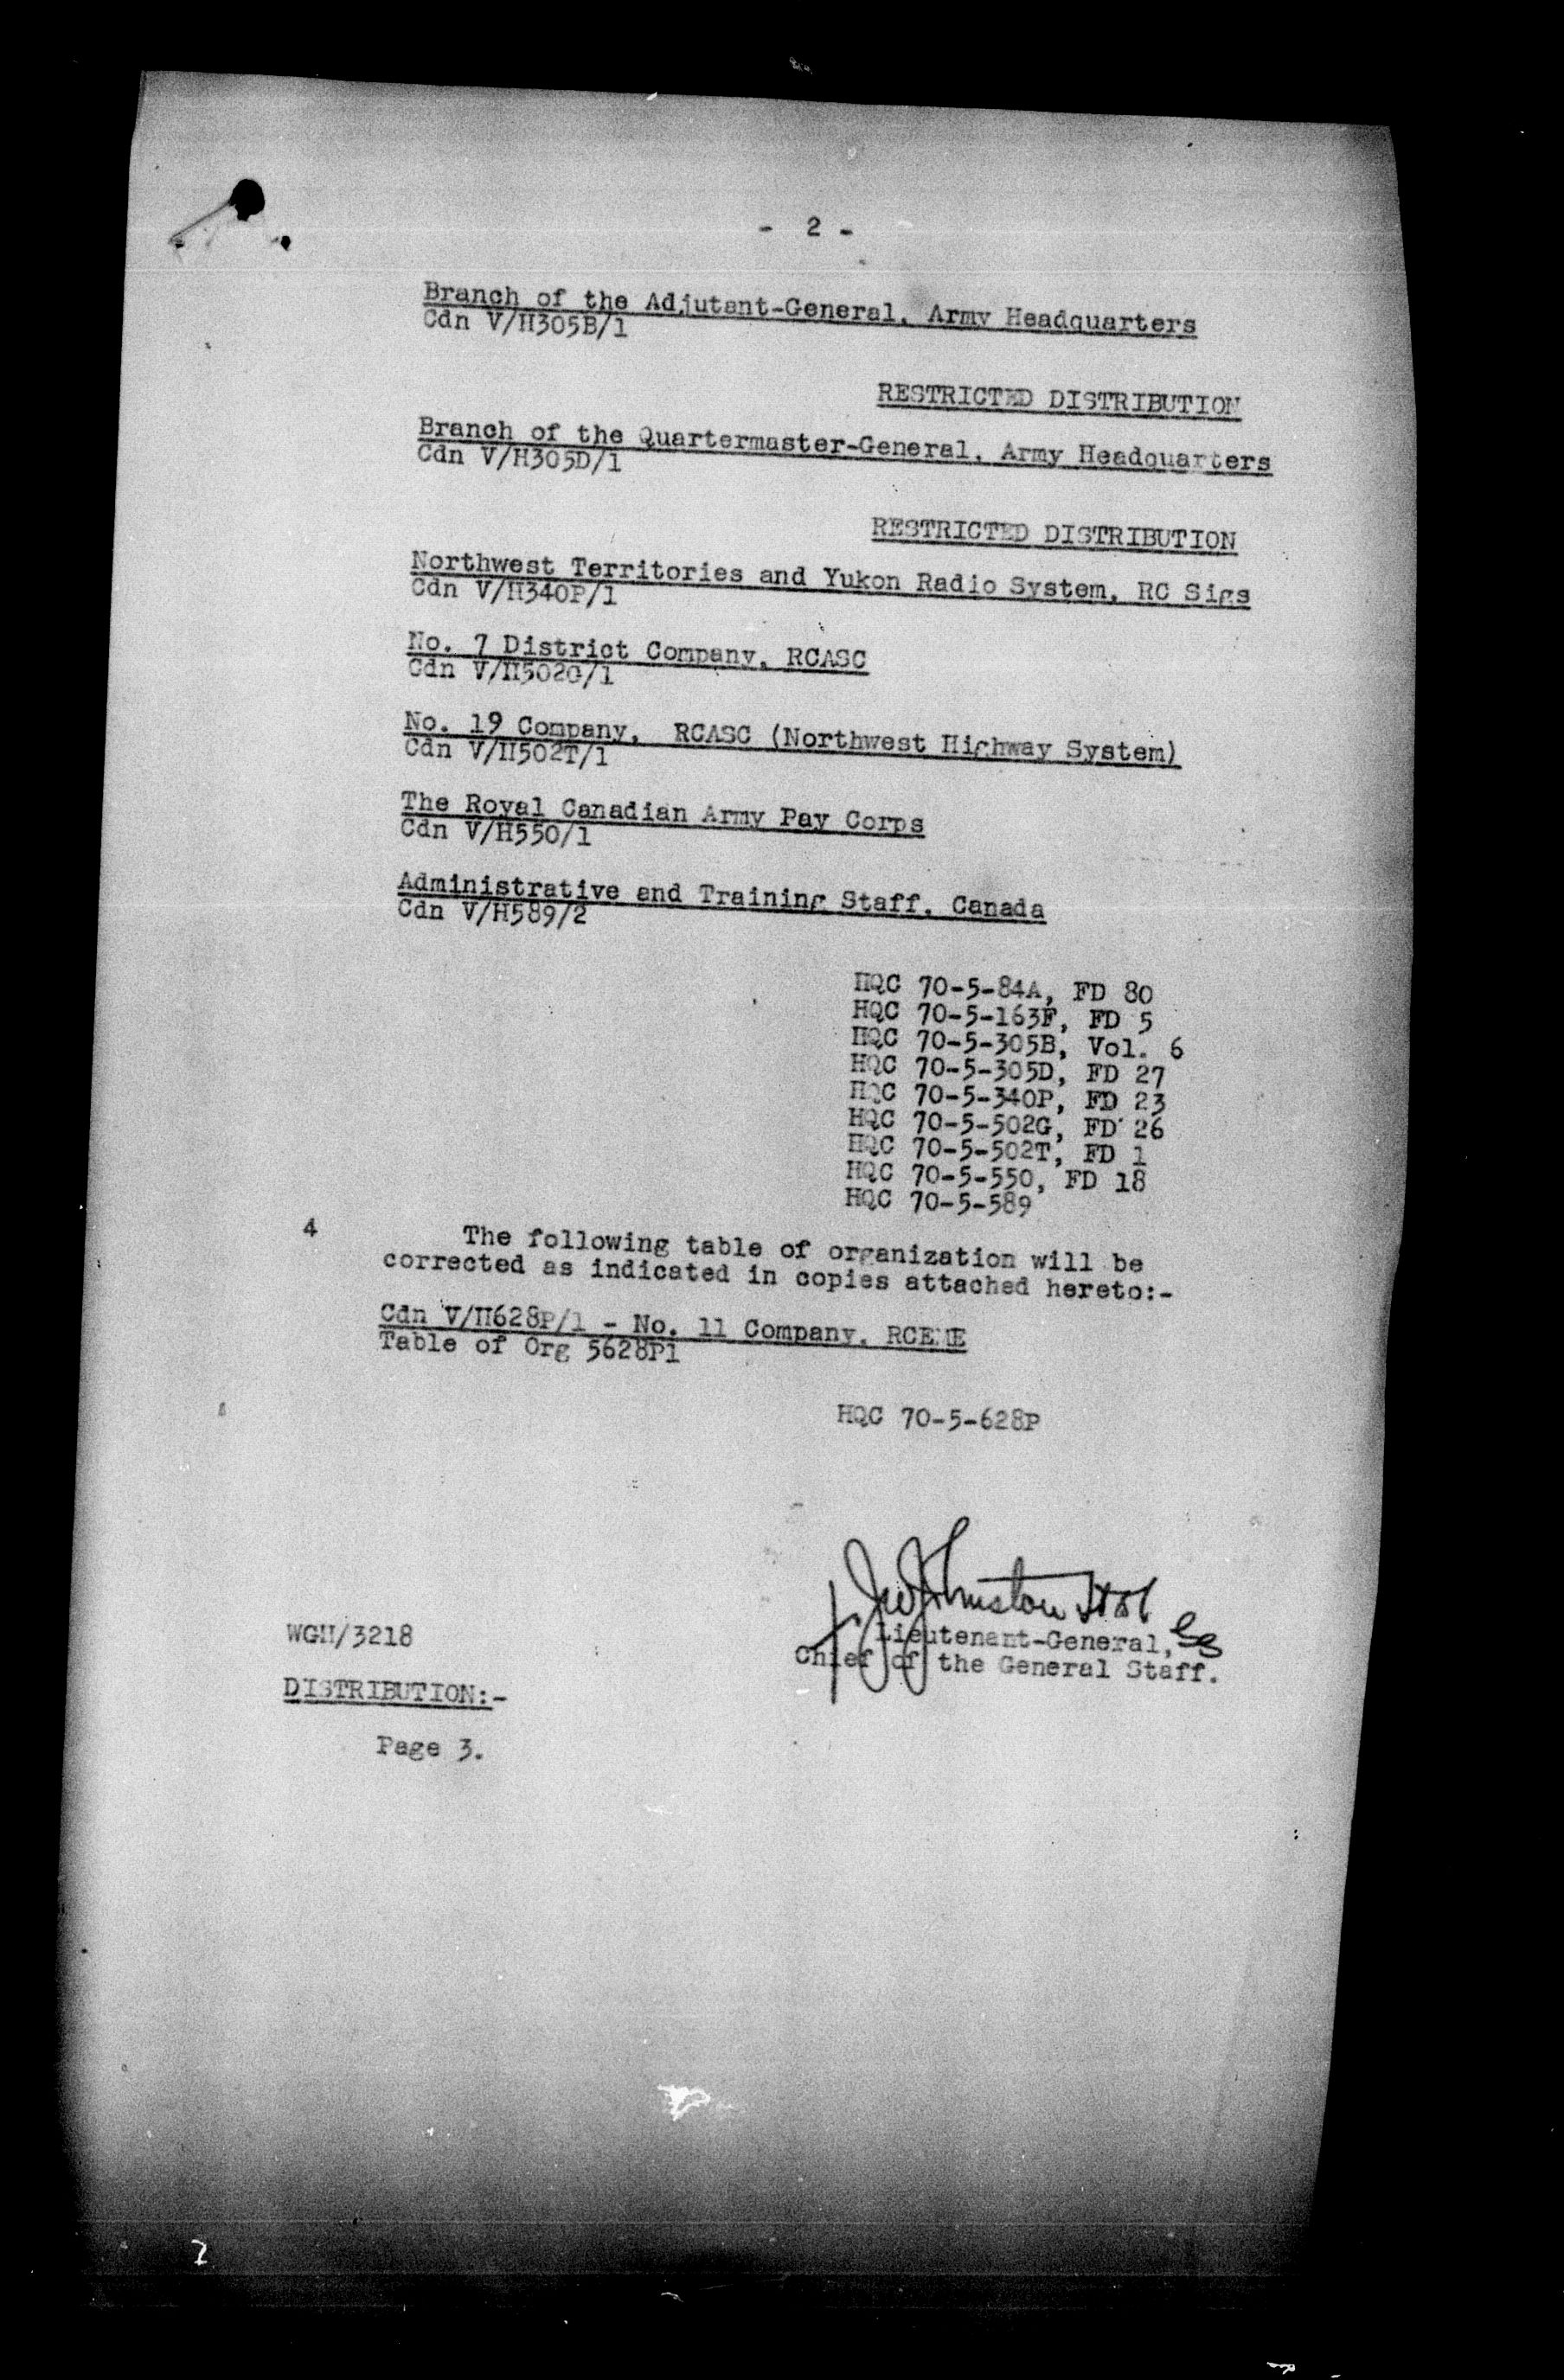 - 2 -
Branch of the Adjutant-General, Army Headquarters
Cdn V/H305B/1
RESTRICTED DISTRIBUTION
Branch of the Quartermaster-General, Army Headquarters
Cdn V/H305D/1
RESTRICTED DISTRIBUTION
Northwest Territories and Yukon Radio System, RC Sigs
Cdn V/H340P/1
No. 7 District Company, RCASC
Cdn V/H502G/1
No. 19 Company, RCASC (Northwest Highway System)
Cdn V/H502T/1
The Royal Canadian Army Pay Corps
Cdn V/H550/1
Administrative and Training Staff, Canada
Cdn V/H589/2
HQC 70-5-84A, FD 80
HQC 70-5-163F, FD 5
HQC 70-5-305B, Vol. 6
HQC 70-5-305D, FD 27
HQC 70-5-340P, FD 23
HQC 70-5-502G, FD 26
HQC 70-5-502T, FD 1
HQC 70-5-550, FD 18
HQC 70-5-589
4 The following table of organization will be
corrected as indicated in copies attached hereto:-
Cdn V/H628P/1 - No. 11 Company, RCEME
Table of Org 5628P1
HQC 70-5-628P
JW Johnston
WGH/3218
Lieutenant-General,
Chief of the General Staff.
DISTRIBUTION:-
Page 3.